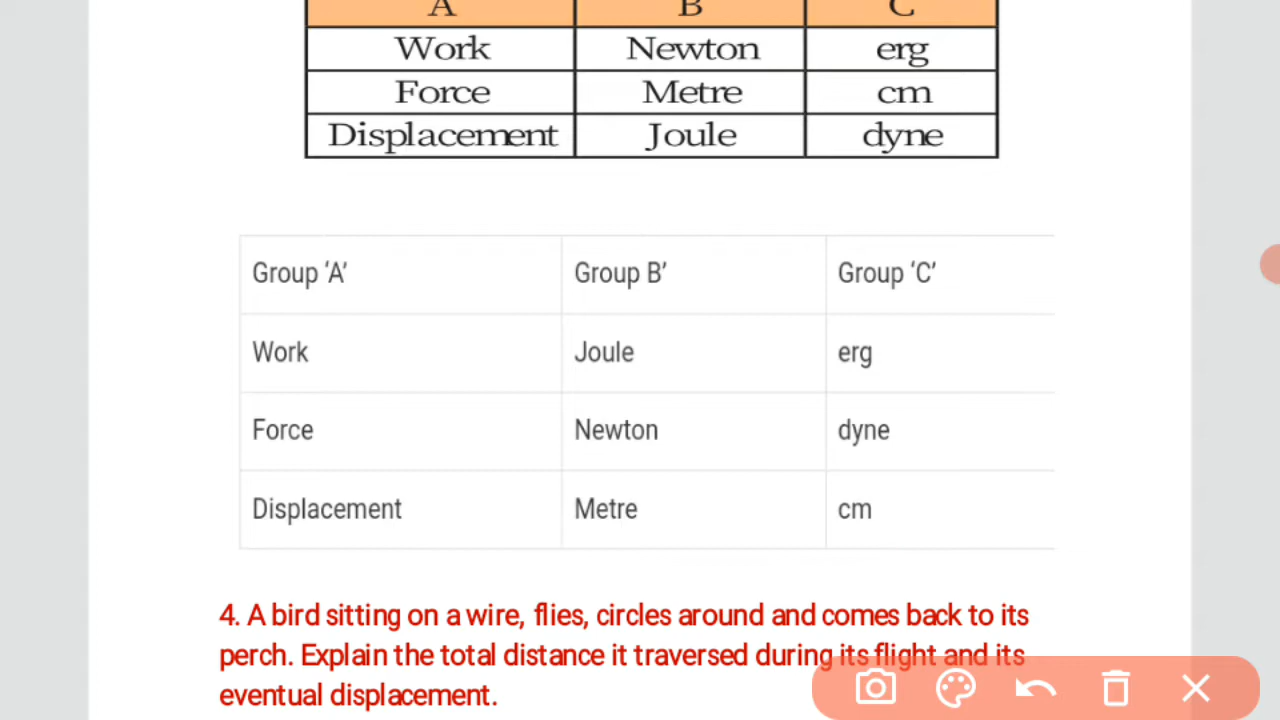 A B C
Work Newton erg
Force Metre cm
Displacement Joule dyne
Group ‘A’ Group B’ Group ‘C’
Work Joule erg
Force Newton dyne
Displacement Metre cm
4. A bird sitting on a wire, flies, circles around and comes back to its
perch. Explain the total distance it traversed during its flight and its
eventual displacement.